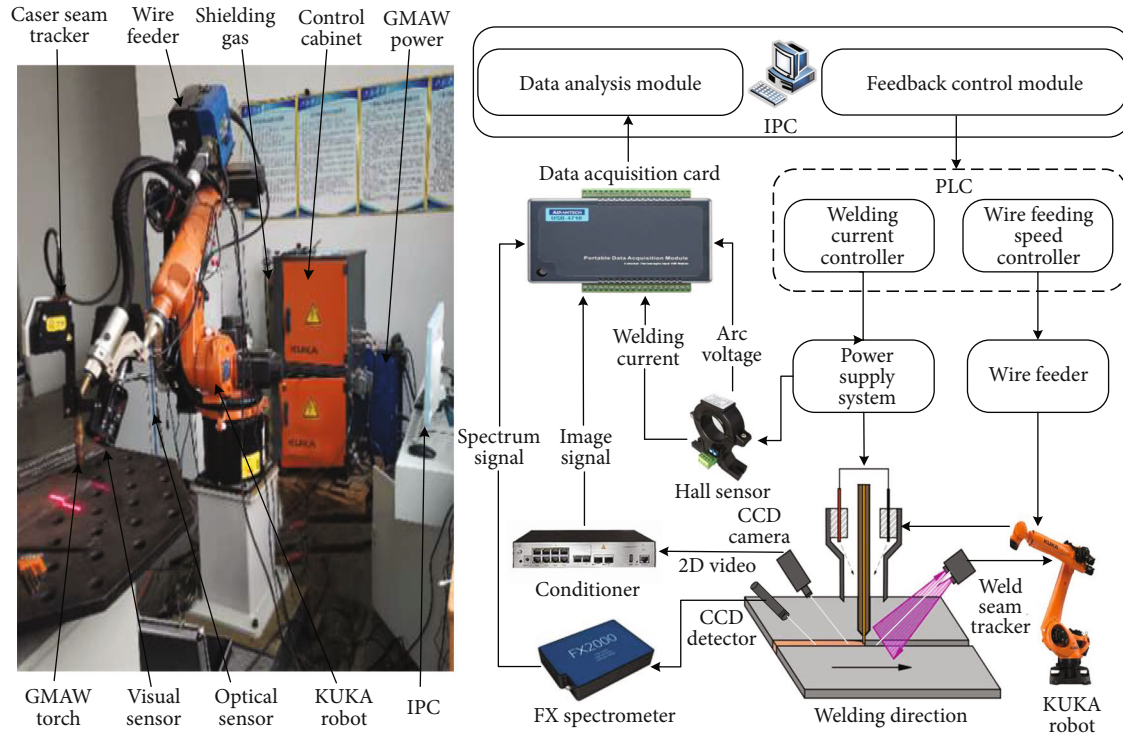 Caser seam
tracker
Wire
feeder
Shielding
gas
Control
cabinet
GMAW
power
KUKA
KUKA
GMAW
torch
Visual
sensor
Optical
sensor
KUKA
robot
IPC
Data analysis module
Feedback control module
IPC
Data acquisition card
ADVANTECH
USB-4716
Portable Data Acquisition Module
PLC
Welding
current
controller
Wire feeding
speed
controller
Welding
current
Arc
voltage
Power
supply
system
Wire feeder
Spectrum
signal
Image
signal
Hall sensor
CCD
camera
2D video
Conditioner
CCD
detector
FX2000
FX spectrometer
Weld
seam
tracker
KUKA
Welding direction
KUKA
robot